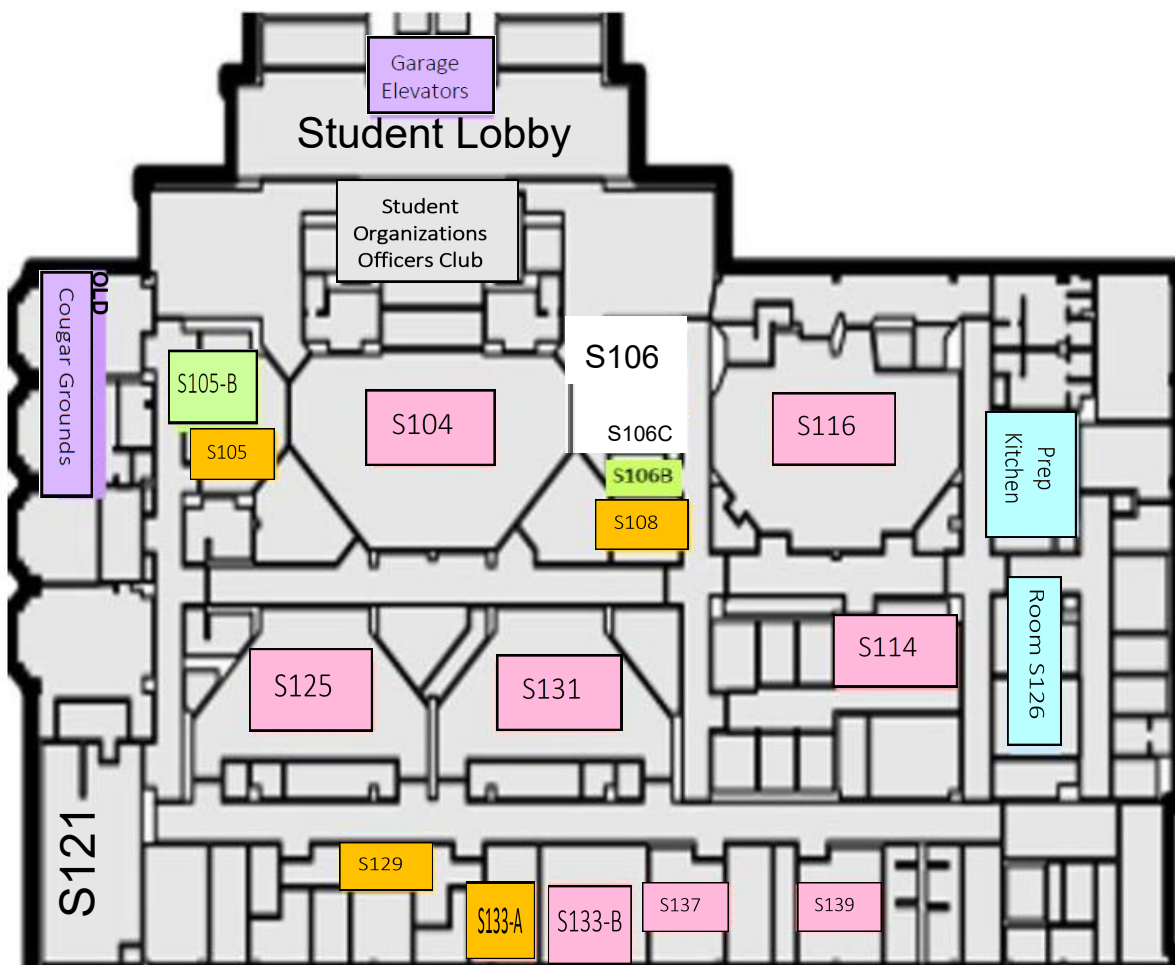 Garage
Elevators
Student Lobby
Student
Organizations
Officers Club
OLD
Cougar Grounds
S105-B
S105
S104
S106
S106C
S106B
S108
S116
Prep
Kitchen
Room S126
S114
S125
S131
S121
S129
S133-A
S133-B
S137
S139